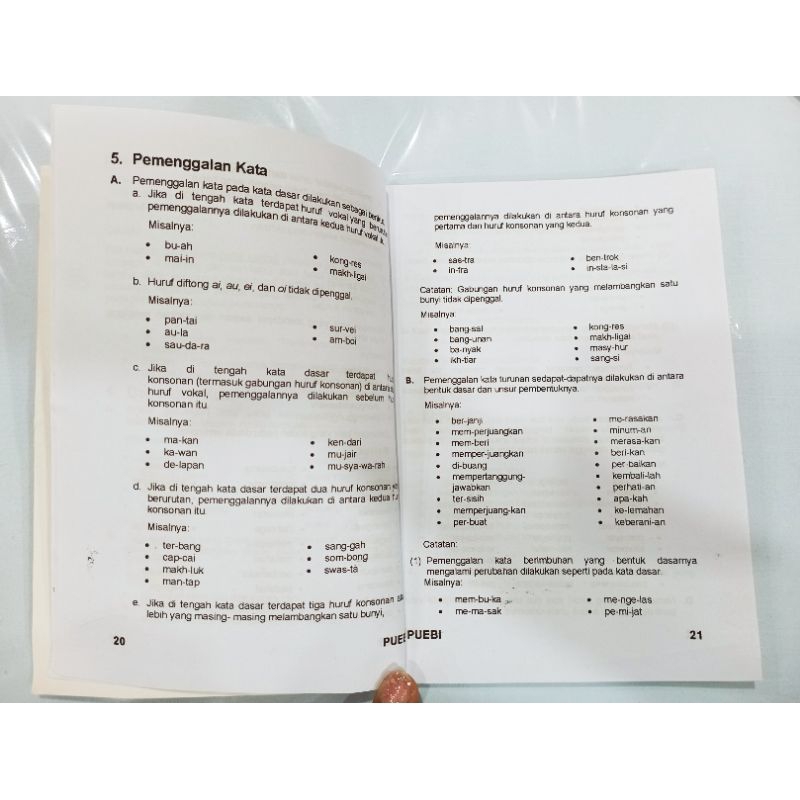 5. Pemenggalan Kata
A. Pemenggalan kata pada kata dasar dilakukan sebagai berikut.
a. Jika di tengah kata terdapat huruf vokal yang
pemenggalannya dilakukan di antara kedua huruf vokal
Misalnya:
• bu-ah
• ma-in
• kong-res
• makh-ligai
b. Huruf diftong ai, au, ei, dan oi tidak dipenggal.
Misalnya:
• pan-tai
• au-la
• sau-da-ra
• sur-vei
• am-boi
c. Jika di tengah kata dasar terdapat
konsonan (termasuk gabungan huruf konsonan) di antara
huruf vokal, pemenggalannya dilakukan sebelum
konsonan itu
Misalnya:
• ma-kan
• ka-wan
• de-lapan
• ken-dari
• mu-jair
• mu-sya-wa-rah
d. Jika di tengah kata dasar terdapat dua huruf konsonan
berurutan, pemenggalannya dilakukan di antara kedua
konsonan itu
Misalnya:
• ter-bang
• cap-cai
• makh-luk
• man-tap
• sang-gah
• som-bong
• swas-ta
e. Jika di tengah kata dasar terdapat tiga huruf konsonan
lebih yang masing- masing melambangkan satu bunyi,
20
PUEBI
pemenggalannya dilakukan di antara huruf konsonan yang
pertama dan huruf konsonan yang kedua.
Misalnya:
• sas-tra
• in-fra
• ben-trok
• in-sta-la-si
Catatan: Gabungan huruf konsonan yang melambangkan satu
bunyi tidak dipenggal.
Misalnya
• bang-sal
• bang-unan
• ba-nyak
• ikh-tiar
• kong-res
• makh-ligai
• masy-hur
• sang-si
B. Pemenggalan kata turunan sedapat-dapatnya dilakukan di antara
bentuk dasar dan unsur pembentuknya.
Misalnya:
• ber-janji
• mem-perjuangkan
• mem-beri
• memper-juangkan
• di-buang
• mempertanggung-
jawabkan
• ter-sisih
• memperjuang-kan
• per-buat
• me-rasakan
• minum-an
• merasa-kan
• beri-kan
• per-baikan
• kembali-lah
• perhati-an
• apa-kah
• ke-lemahan
• keberani-an
Catatan:
(1) Pemenggalan kata berimbuhan yang bentuk dasarnya
mengalami perubahan dilakukan seperti pada kata dasar.
Misalnya:
• mem-bu-ka
• me-ma-sak
• me-nge-las
• pe-mi-jat
PUEBI
21